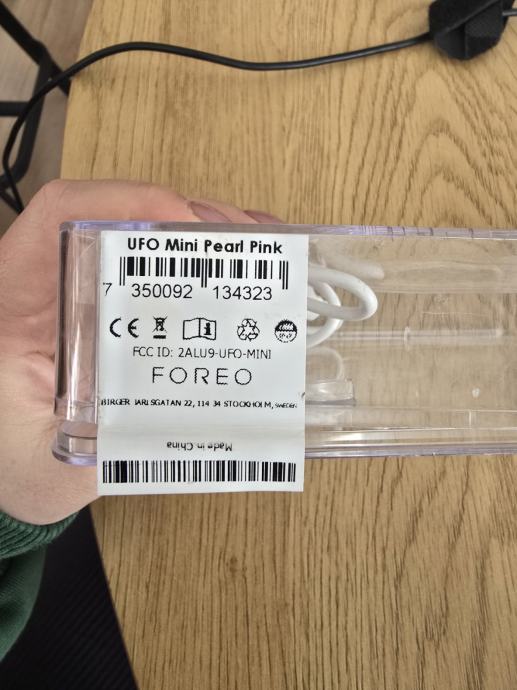 UFO Mini Pearl Pink
7 350092 134323
CE
FCC ID: 2ALU9-UFO-MINI
FOREO
BIRGER JARLSGATAN 22, 114 34 STOCKHOLM, SWEDEN
Made in China